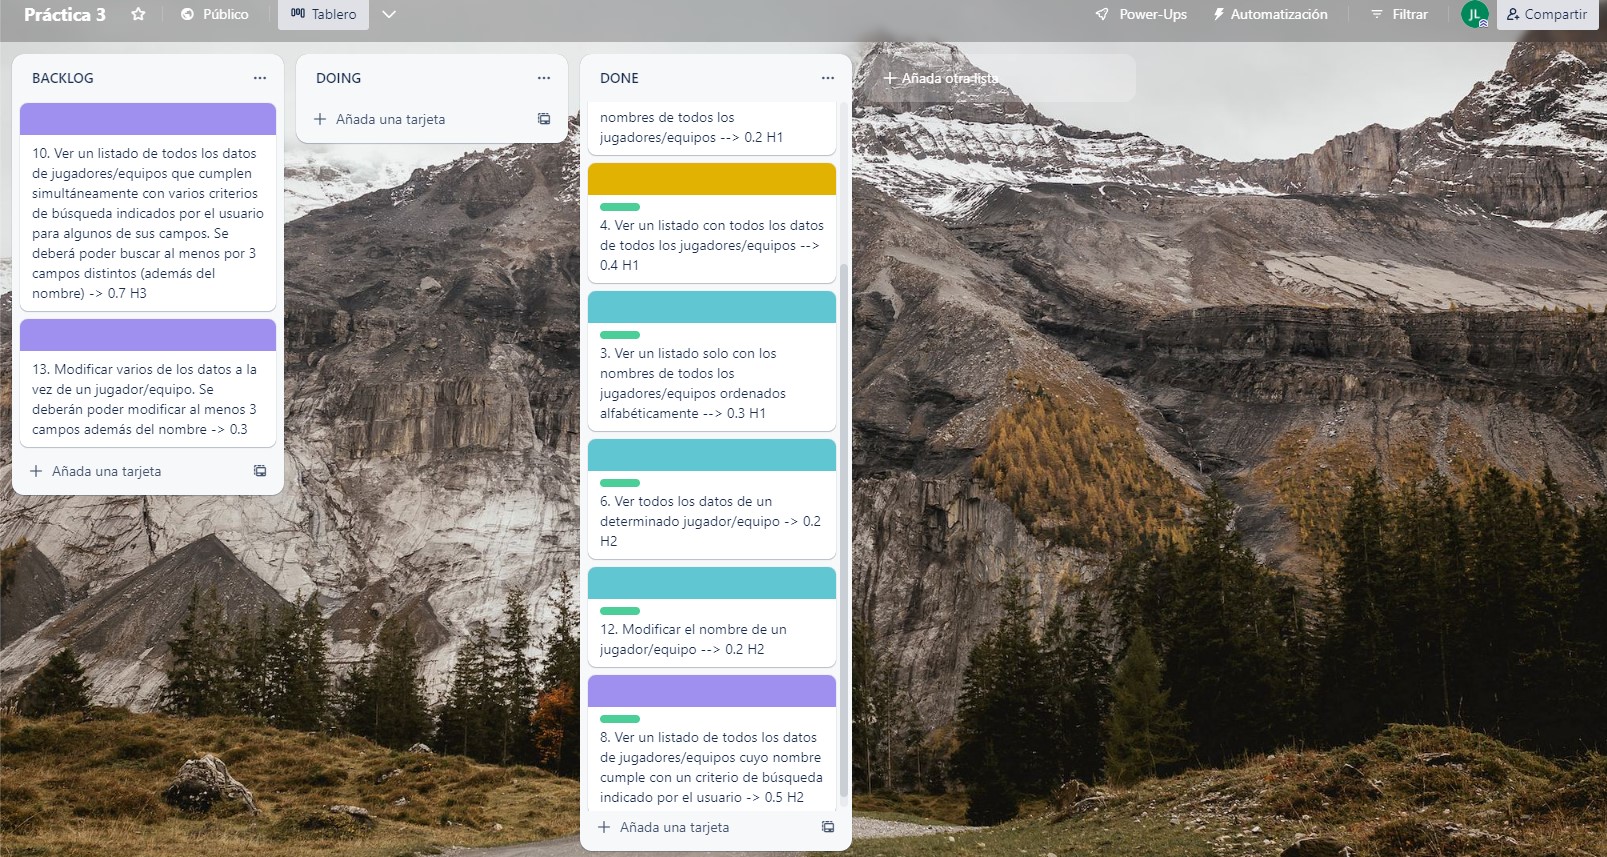 Práctica 3
Público
Tablero
Power-Ups
Automatización
Filtrar
JL
Compartir
BACKLOG
10. Ver un listado de todos los datos
de jugadores/equipos que cumplen
simultáneamente con varios criterios
de búsqueda indicados por el usuario
para algunos de sus campos. Se
deberá poder buscar al menos por 3
campos distintos (además del
nombre) -> 0.7 H3
13. Modificar varios de los datos a la
vez de un jugador/equipo. Se
deberán poder modificar al menos 3
campos además del nombre -> 0.3
+ Añada una tarjeta
DOING
+ Añada una tarjeta
DONE
nombres de todos los
jugadores/equipos --> 0.2 H1
4. Ver un listado con todos los datos
de todos los jugadores/equipos -->
0.4 H1
3. Ver un listado solo con los
nombres de todos los
jugadores/equipos ordenados
alfabéticamente --> 0.3 H1
6. Ver todos los datos de un
determinado jugador/equipo -> 0.2
H2
12. Modificar el nombre de un
jugador/equipo --> 0.2 H2
8. Ver un listado de todos los datos
de jugadores/equipos cuyo nombre
cumple con un criterio de búsqueda
indicado por el usuario -> 0.5 H2
+ Añada una tarjeta
+ Añada otra lista